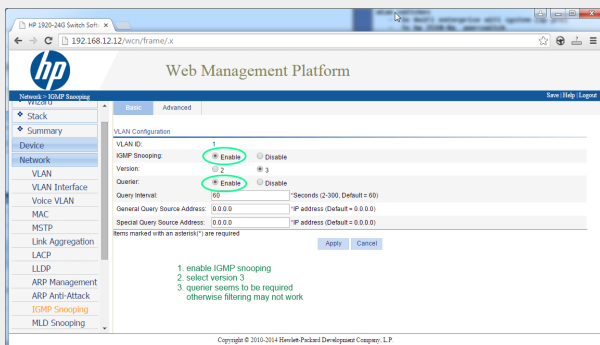 HP 1920-24G Switch Soft
192.168.12.12/wcn/frame/.x
hp
Web Management Platform
Network > IGMP Snooping
Save | Help | Logout
Wizard
Stack
Summary
Device
Network
VLAN
VLAN Interface
Voice VLAN
MAC
MSTP
Link Aggregation
LACP
LLDP
ARP Management
ARP Anti-Attack
IGMP Snooping
MLD Snooping
Basic Advanced
VLAN Configuration
VLAN ID: 1
IGMP Snooping: Enable Disable
Version: 2 3
Querier: Enable Disable
Query Interval: 60 *Seconds (2-300, Default = 60)
General Query Source Address: 0.0.0.0 *IP address (Default = 0.0.0.0)
Special Query Source Address: 0.0.0.0 *IP address (Default = 0.0.0.0)
Items marked with an asterisk(*) are required
Apply Cancel
1. enable IGMP snooping
2. select version 3
3. querier seems to be required
otherwise filtering may not work
Copyright © 2010-2014 Hewlett-Packard Development Company, L.P.